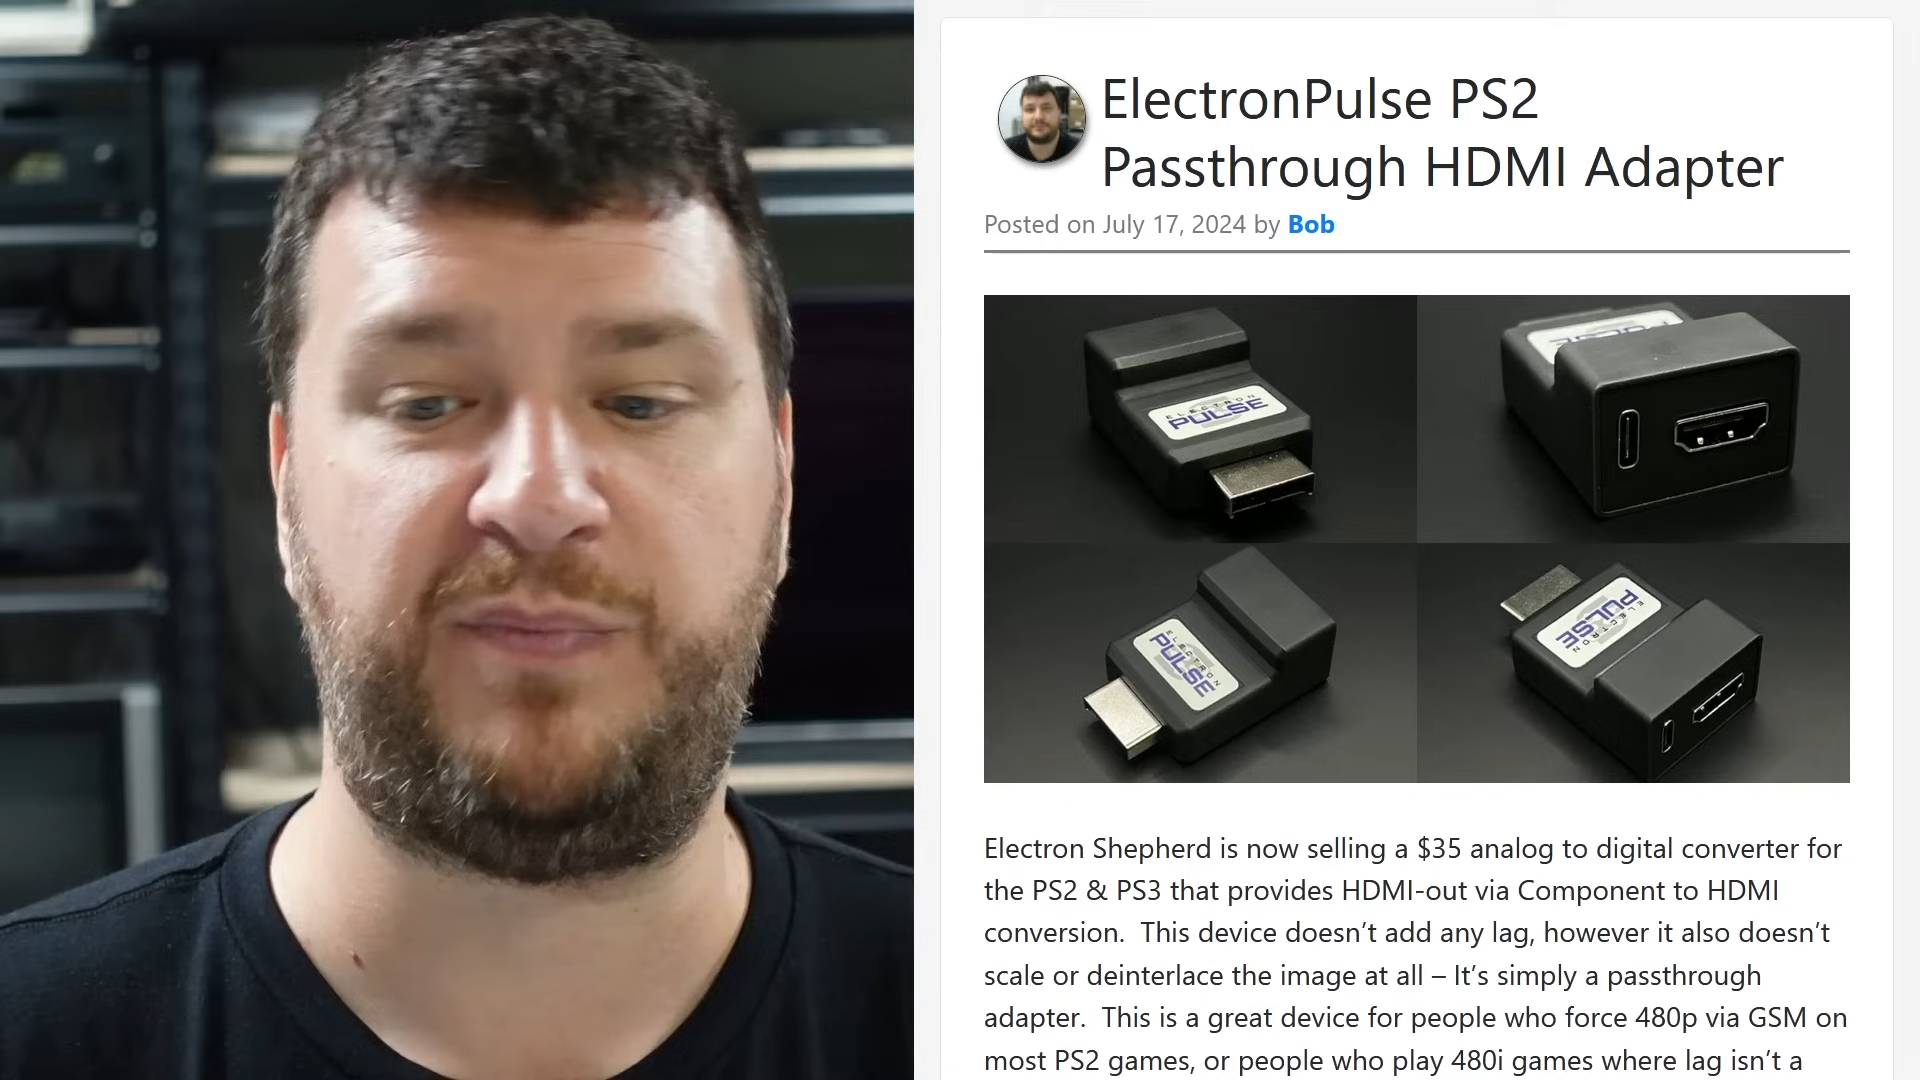 ElectronPulse PS2
Passthrough HDMI Adapter
Posted on July 17, 2024 by Bob
ELECTRON
PULSE
PULSE
ELECTRON
PULSE
ELECTRON
PULSE
Electron Shepherd is now selling a $35 analog to digital converter for
the PS2 & PS3 that provides HDMI-out via Component to HDMI
conversion.  This device doesn’t add any lag, however it also doesn’t
scale or deinterlace the image at all – It’s simply a passthrough
adapter.  This is a great device for people who force 480p via GSM on
most PS2 games, or people who play 480i games where lag isn’t a